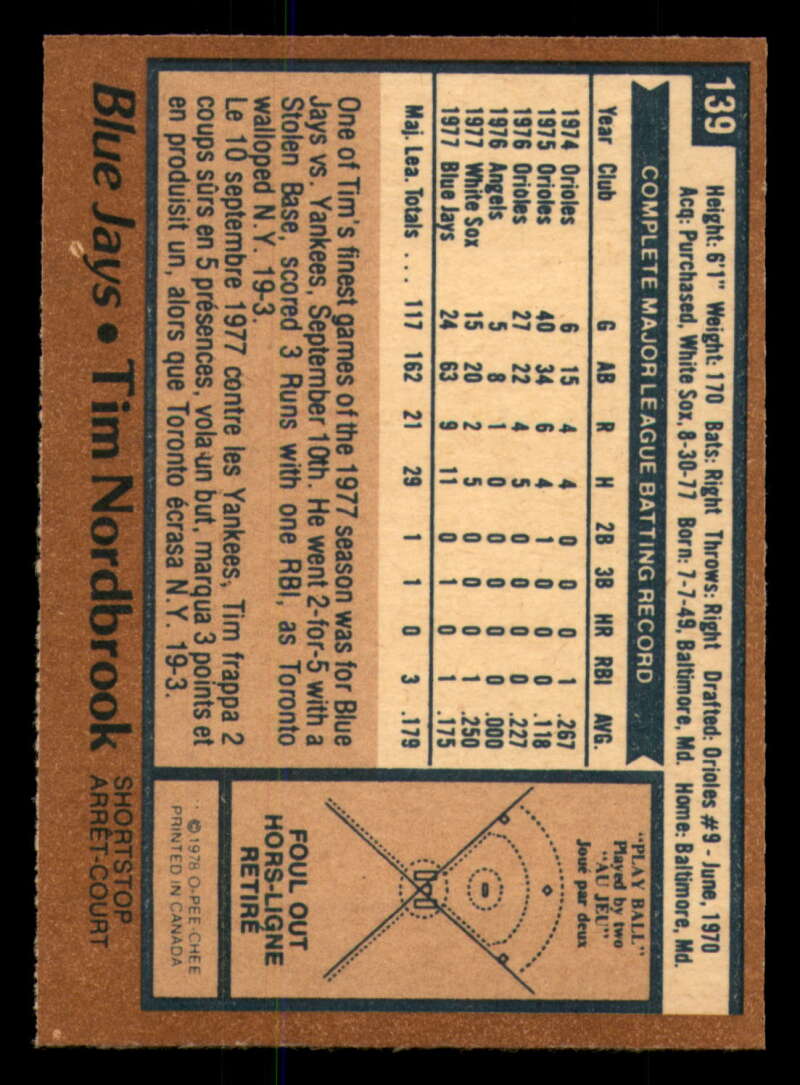 139
Height: 6'1" Weight: 170 Bats: Right Throws: Right Drafted: Orioles #9 - June, 1970
Acq: Purchased, White Sox, 8-30-77 Born: 7-7-49, Baltimore, Md. Home: Baltimore, Md.
COMPLETE MAJOR LEAGUE BATTING RECORD
Year Club G AB R H 2B 3B HR RBI AVG.
1974 Orioles 6 15 4 4 0 0 0 1 .267
1975 Orioles 40 34 6 4 1 0 0 0 .118
1976 Orioles 27 22 4 5 0 0 0 0 .227
1976 Angels 5 8 1 0 0 0 0 0 .000
1977 White Sox 15 20 2 5 0 0 0 1 .250
1977 Blue Jays 24 63 9 11 0 1 0 1 .175
Maj. Lea. Totals ... 117 162 21 29 1 1 0 3 .179
One of Tim's finest games of the 1977 season was for Blue
Jays vs. Yankees, September 10th. He went 2-for-5 with a
Stolen Base, scored 3 Runs with one RBI, as Toronto
walloped N.Y. 19-3.
Le 10 septembre 1977 contre les Yankees, Tim frappa 2
coups sûrs en 5 présences, vola un but, marqua 3 points et
en produisit un, alors que Toronto écrasa N.Y. 19-3.
"PLAY BALL"
Played by two
"AU JEU"
Joué par deux
FOUL OUT
HORS-LIGNE
RETIRÉ
©1978 O-PEE-CHEE
PRINTED IN CANADA
Blue Jays • Tim Nordbrook
SHORTSTOP
ARRÊT-COURT